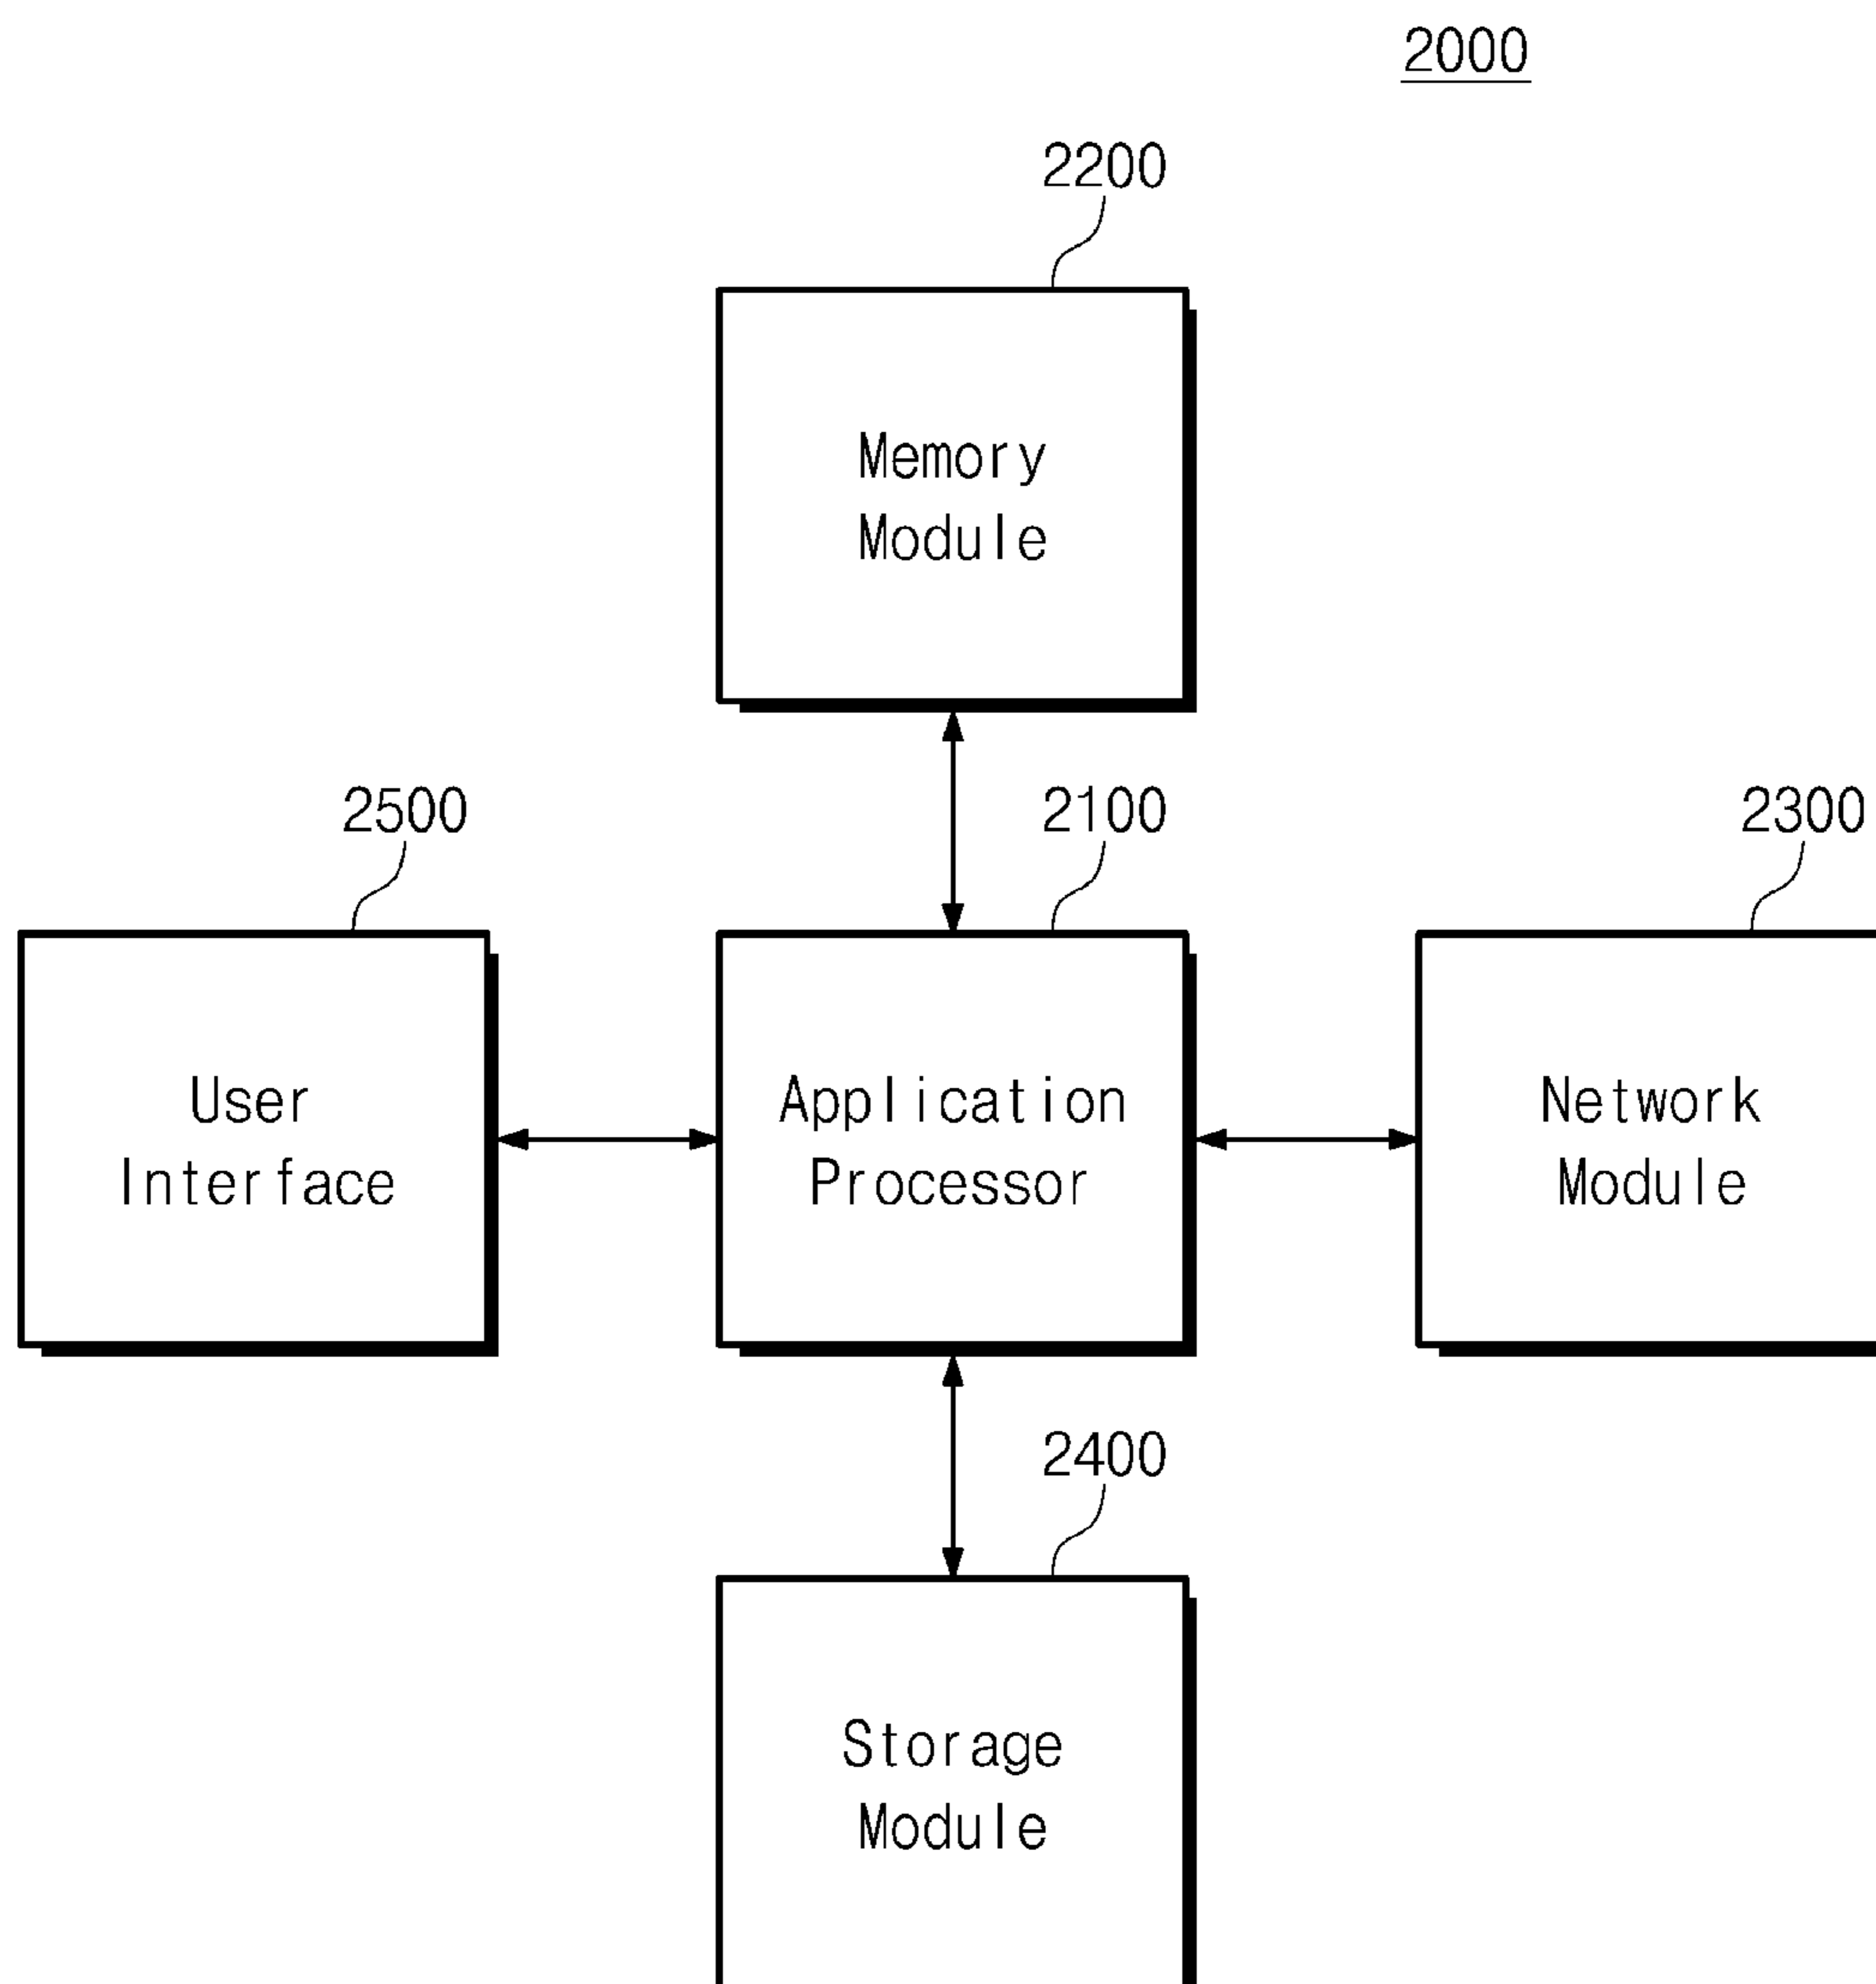 2000
2200
Memory
Module
2500
2100
2300
User
Interface
Application
Processor
Network
Module
2400
Storage
Module